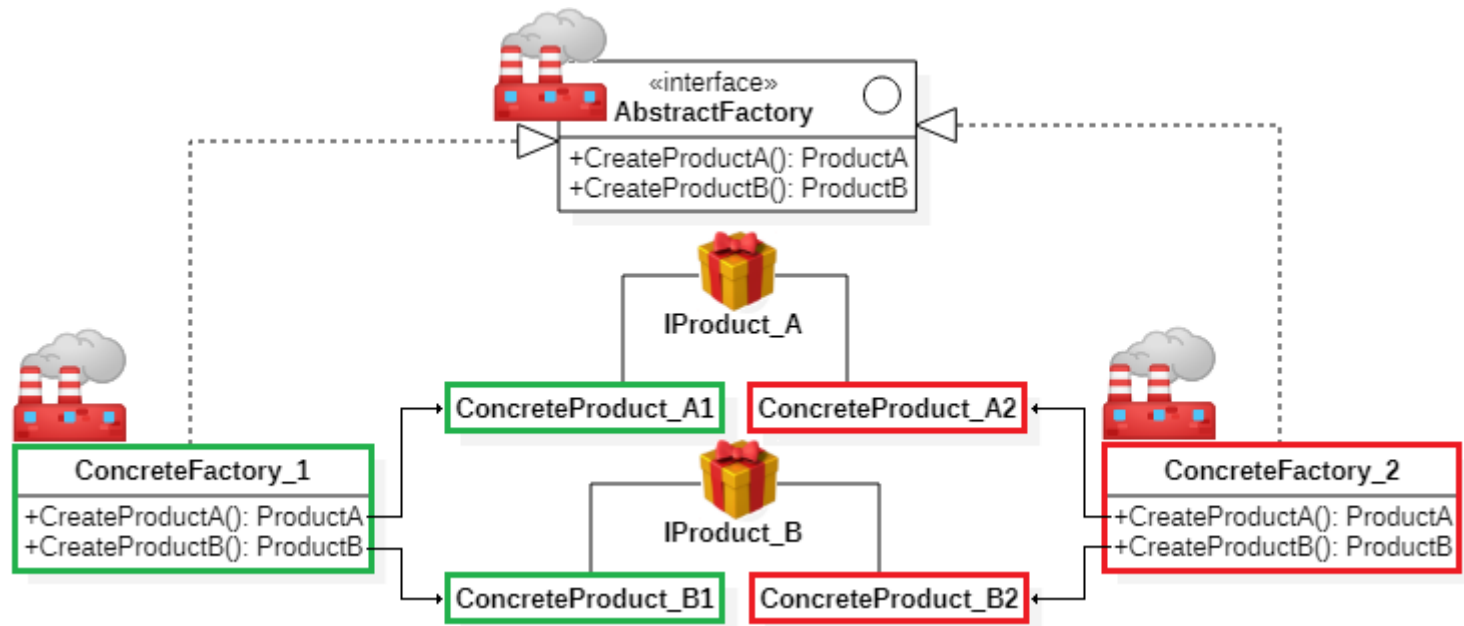 «interface»
AbstractFactory
+CreateProductA(): ProductA
+CreateProductB(): ProductB
IProduct_A
ConcreteProduct_A1
ConcreteProduct_A2
ConcreteFactory_1
+CreateProductA(): ProductA
+CreateProductB(): ProductB
ConcreteFactory_2
+CreateProductA(): ProductA
+CreateProductB(): ProductB
IProduct_B
ConcreteProduct_B1
ConcreteProduct_B2